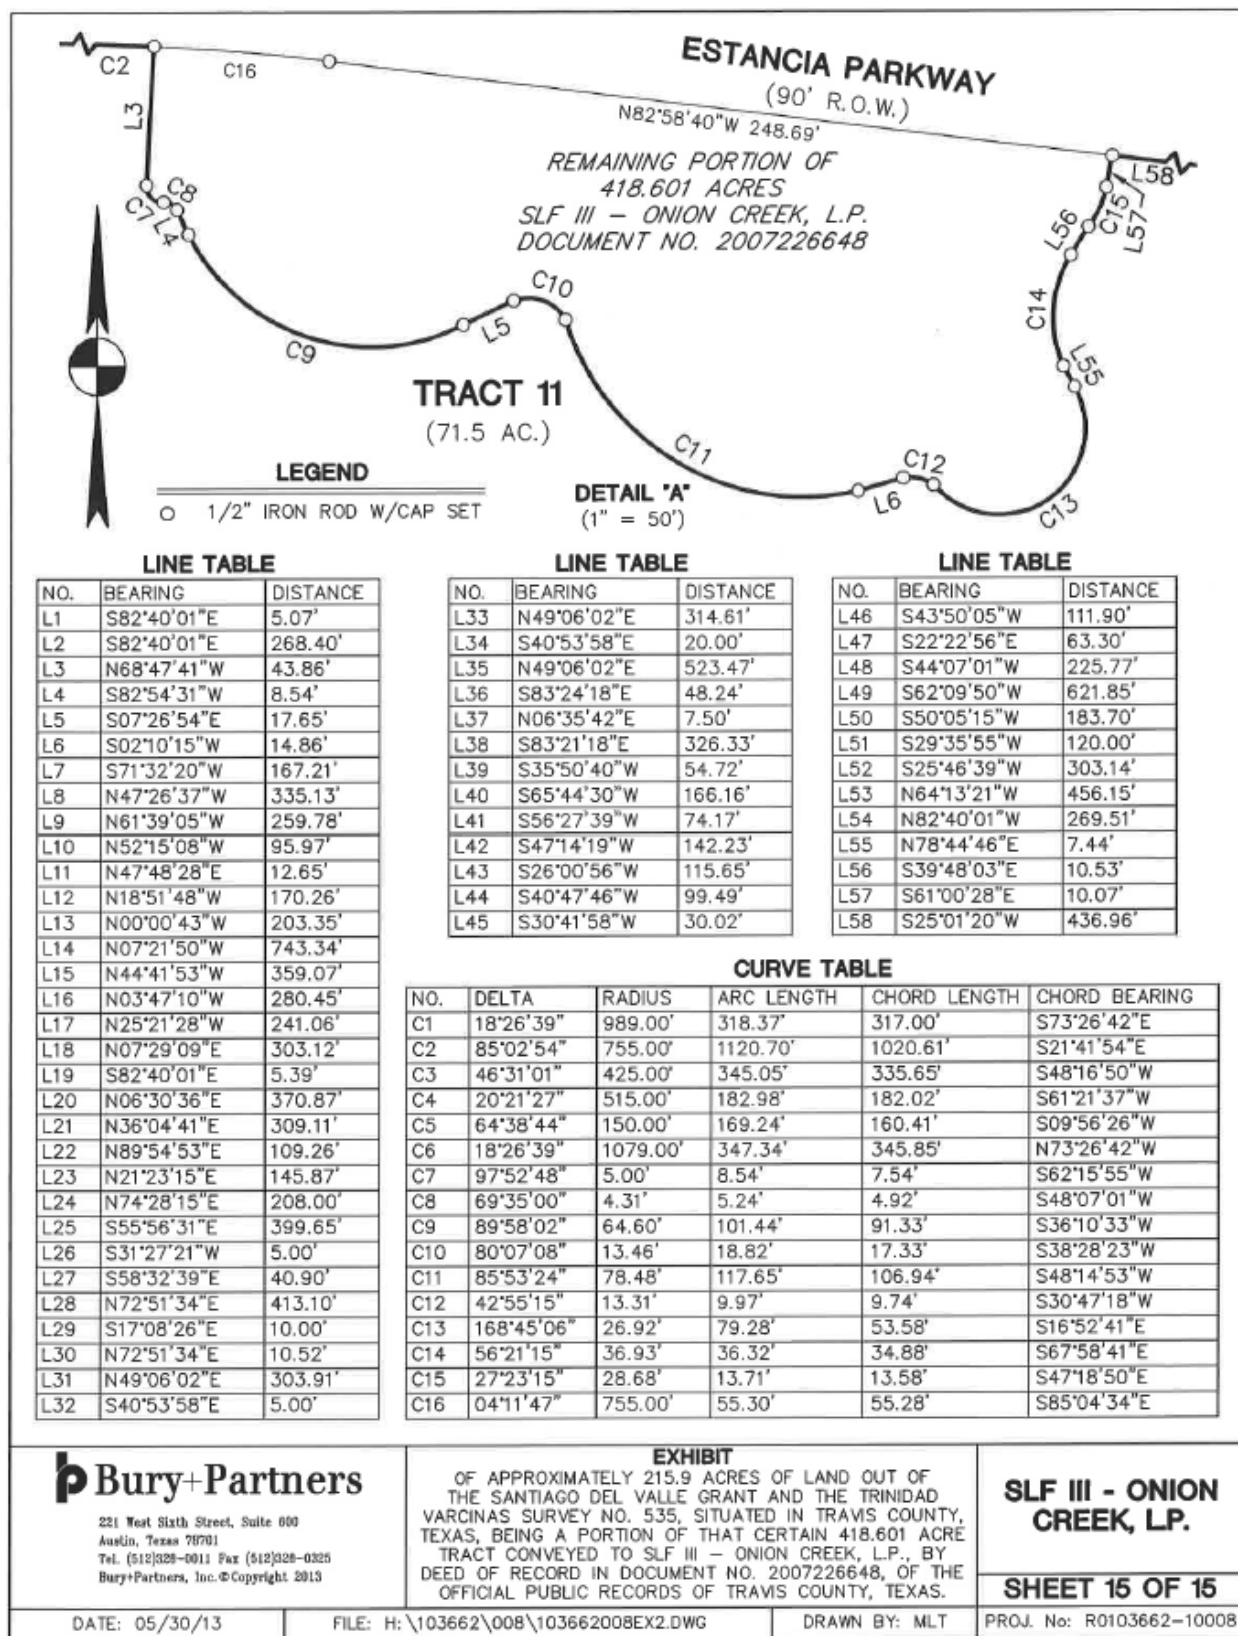 C2
C16
ESTANCIA PARKWAY
(90' R.O.W.)
N82°58'40"W 248.69'
L3
REMAINING PORTION OF
418.601 ACRES
SLF III – ONION CREEK, L.P.
DOCUMENT NO. 2007226648
L58
C15
L57
L56
C8
C7
L4
C10
C14
L5
C9
L55
TRACT 11
(71.5 AC.)
C11
C12
L6
C13
LEGEND
1/2" IRON ROD W/CAP SET
DETAIL "A"
(1" = 50')
LINE TABLE
NO. BEARING DISTANCE
L1 S82°40'01"E 5.07'
L2 S82°40'01"E 268.40'
L3 N68°47'41"W 43.86'
L4 S82°54'31"W 8.54'
L5 S07°26'54"E 17.65'
L6 S02°10'15"W 14.86'
L7 S71°32'20"W 167.21'
L8 N47°26'37"W 335.13'
L9 N61°39'05"W 259.78'
L10 N52°15'08"W 95.97'
L11 N47°48'28"E 12.65'
L12 N18°51'48"W 170.26'
L13 N00°00'43"W 203.35'
L14 N07°21'50"W 743.34'
L15 N44°41'53"W 359.07'
L16 N03°47'10"W 280.45'
L17 N25°21'28"W 241.06'
L18 N07°29'09"E 303.12'
L19 S82°40'01"E 5.39'
L20 N06°30'36"E 370.87'
L21 N36°04'41"E 309.11'
L22 N89°54'53"E 109.26'
L23 N21°23'15"E 145.87'
L24 N74°28'15"E 208.00'
L25 S55°56'31"E 399.65'
L26 S31°27'21"W 5.00'
L27 S58°32'39"E 40.90'
L28 N72°51'34"E 413.10'
L29 S17°08'26"E 10.00'
L30 N72°51'34"E 10.52'
L31 N49°06'02"E 303.91'
L32 S40°53'58"E 5.00'
LINE TABLE
NO. BEARING DISTANCE
L33 N49°06'02"E 314.61'
L34 S40°53'58"E 20.00'
L35 N49°06'02"E 523.47'
L36 S83°24'18"E 48.24'
L37 N06°35'42"E 7.50'
L38 S83°21'18"E 326.33'
L39 S35°50'40"W 54.72'
L40 S65°44'30"W 166.16'
L41 S56°27'39"W 74.17'
L42 S47°14'19"W 142.23'
L43 S26°00'56"W 115.65'
L44 S40°47'46"W 99.49'
L45 S30°41'58"W 30.02'
LINE TABLE
NO. BEARING DISTANCE
L46 S43°50'05"W 111.90'
L47 S22°22'56"E 63.30'
L48 S44°07'01"W 225.77'
L49 S62°09'50"W 621.85'
L50 S50°05'15"W 183.70'
L51 S29°35'55"W 120.00'
L52 S25°46'39"W 303.14'
L53 N64°13'21"W 456.15'
L54 N82°40'01"W 269.51'
L55 N78°44'46"E 7.44'
L56 S39°48'03"E 10.53'
L57 S61°00'28"E 10.07'
L58 S25°01'20"W 436.96'
CURVE TABLE
NO. DELTA RADIUS ARC LENGTH CHORD LENGTH CHORD BEARING
C1 18°26'39" 989.00' 318.37' 317.00' S73°26'42"E
C2 85°02'54" 755.00' 1120.70' 1020.61' S21°41'54"E
C3 46°31'01" 425.00' 345.05' 335.65' S48°16'50"W
C4 20°21'27" 515.00' 182.98' 182.02' S61°21'37"W
C5 64°38'44" 150.00' 169.24' 160.41' S09°56'26"W
C6 18°26'39" 1079.00' 347.34' 345.85' N73°26'42"W
C7 97°52'48" 5.00' 8.54' 7.54' S62°15'55"W
C8 69°35'00" 4.31' 5.24' 4.92' S48°07'01"W
C9 89°58'02" 64.60' 101.44' 91.33' S36°10'33"W
C10 80°07'08" 13.46' 18.82' 17.33' S38°28'23"W
C11 85°53'24" 78.48' 117.65' 106.94' S48°14'53"W
C12 42°55'15" 13.31' 9.97' 9.74' S30°47'18"W
C13 168°45'06" 26.92' 79.28' 53.58' S16°52'41"E
C14 56°21'15" 36.93' 36.32' 34.88' S67°58'41"E
C15 27°23'15" 28.68' 13.71' 13.58' S47°18'50"E
C16 04°11'47" 755.00' 55.30' 55.28' S85°04'34"E
Bury+Partners
221 West Sixth Street, Suite 600
Austin, Texas 78701
Tel. (512)328-0011 Fax (512)328-0325
Bury+Partners, Inc. © Copyright 2013
EXHIBIT
OF APPROXIMATELY 215.9 ACRES OF LAND OUT OF
THE SANTIAGO DEL VALLE GRANT AND THE TRINIDAD
VARCINAS SURVEY NO. 535, SITUATED IN TRAVIS COUNTY,
TEXAS, BEING A PORTION OF THAT CERTAIN 418.601 ACRE
TRACT CONVEYED TO SLF III – ONION CREEK, L.P., BY
DEED OF RECORD IN DOCUMENT NO. 2007226648, OF THE
OFFICIAL PUBLIC RECORDS OF TRAVIS COUNTY, TEXAS.
SLF III - ONION
CREEK, L.P.
SHEET 15 OF 15
DATE: 05/30/13
FILE: H:\103662\008\103662008EX2.DWG
DRAWN BY: MLT
PROJ. No: R0103662-10008